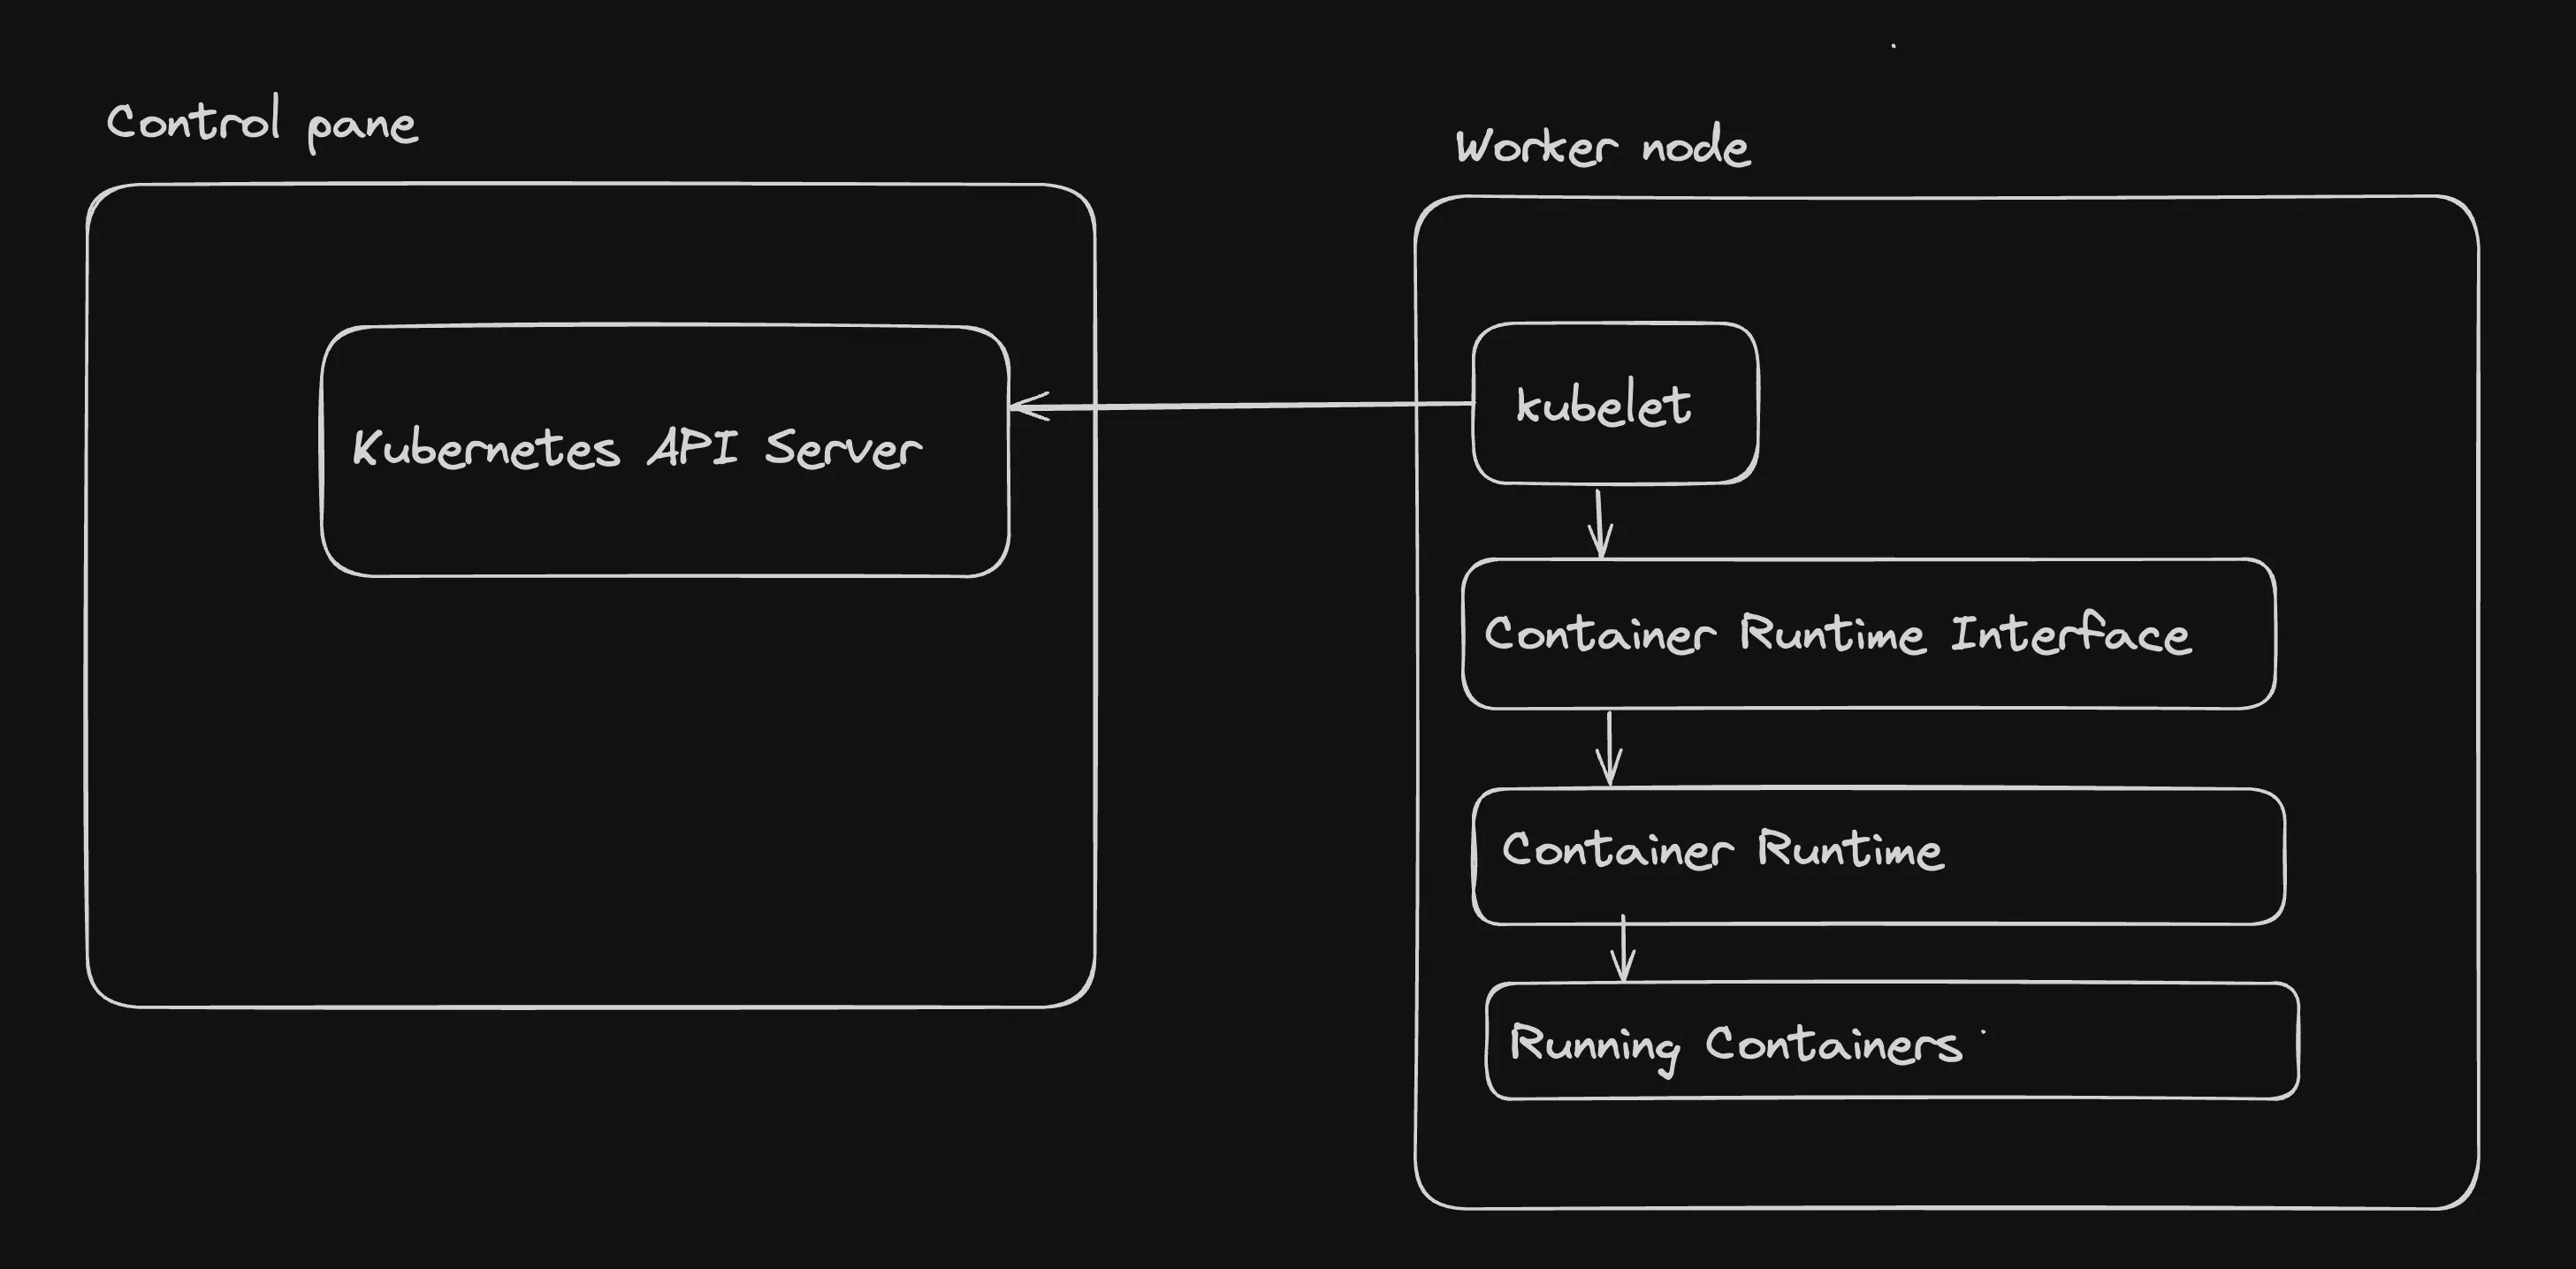 Control pane
Worker node
Kubernetes API Server
kubelet
Container Runtime Interface
Container Runtime
Running Containers